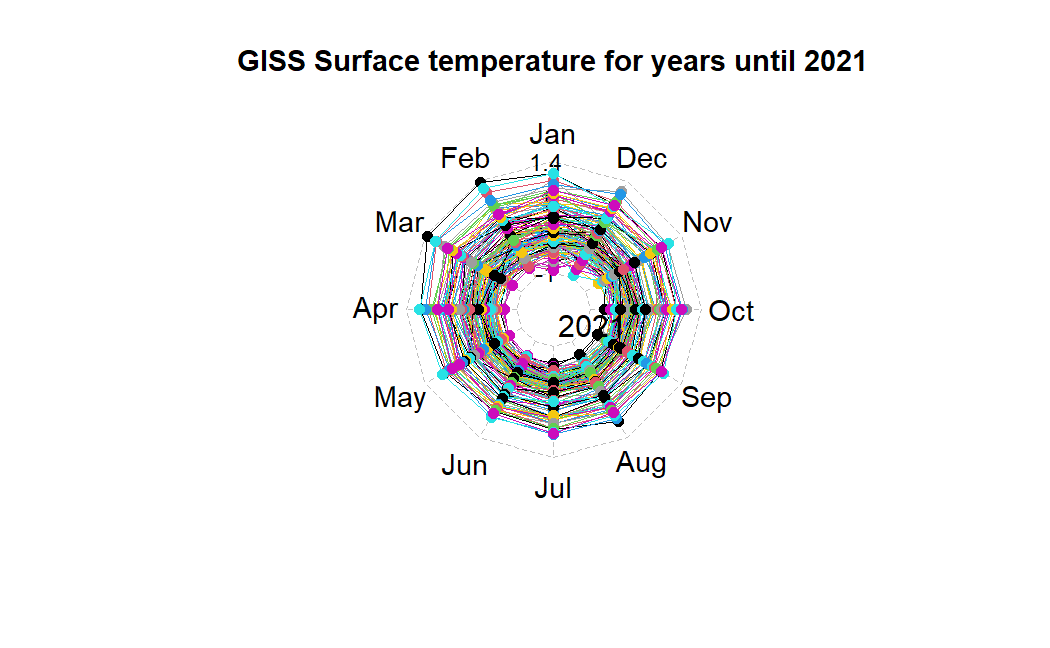 GISS Surface temperature for years until 2021
Jan
1.4
Feb
Dec
Mar
Nov
-1
Apr
Oct
2021
May
Sep
Jun
Aug
Jul